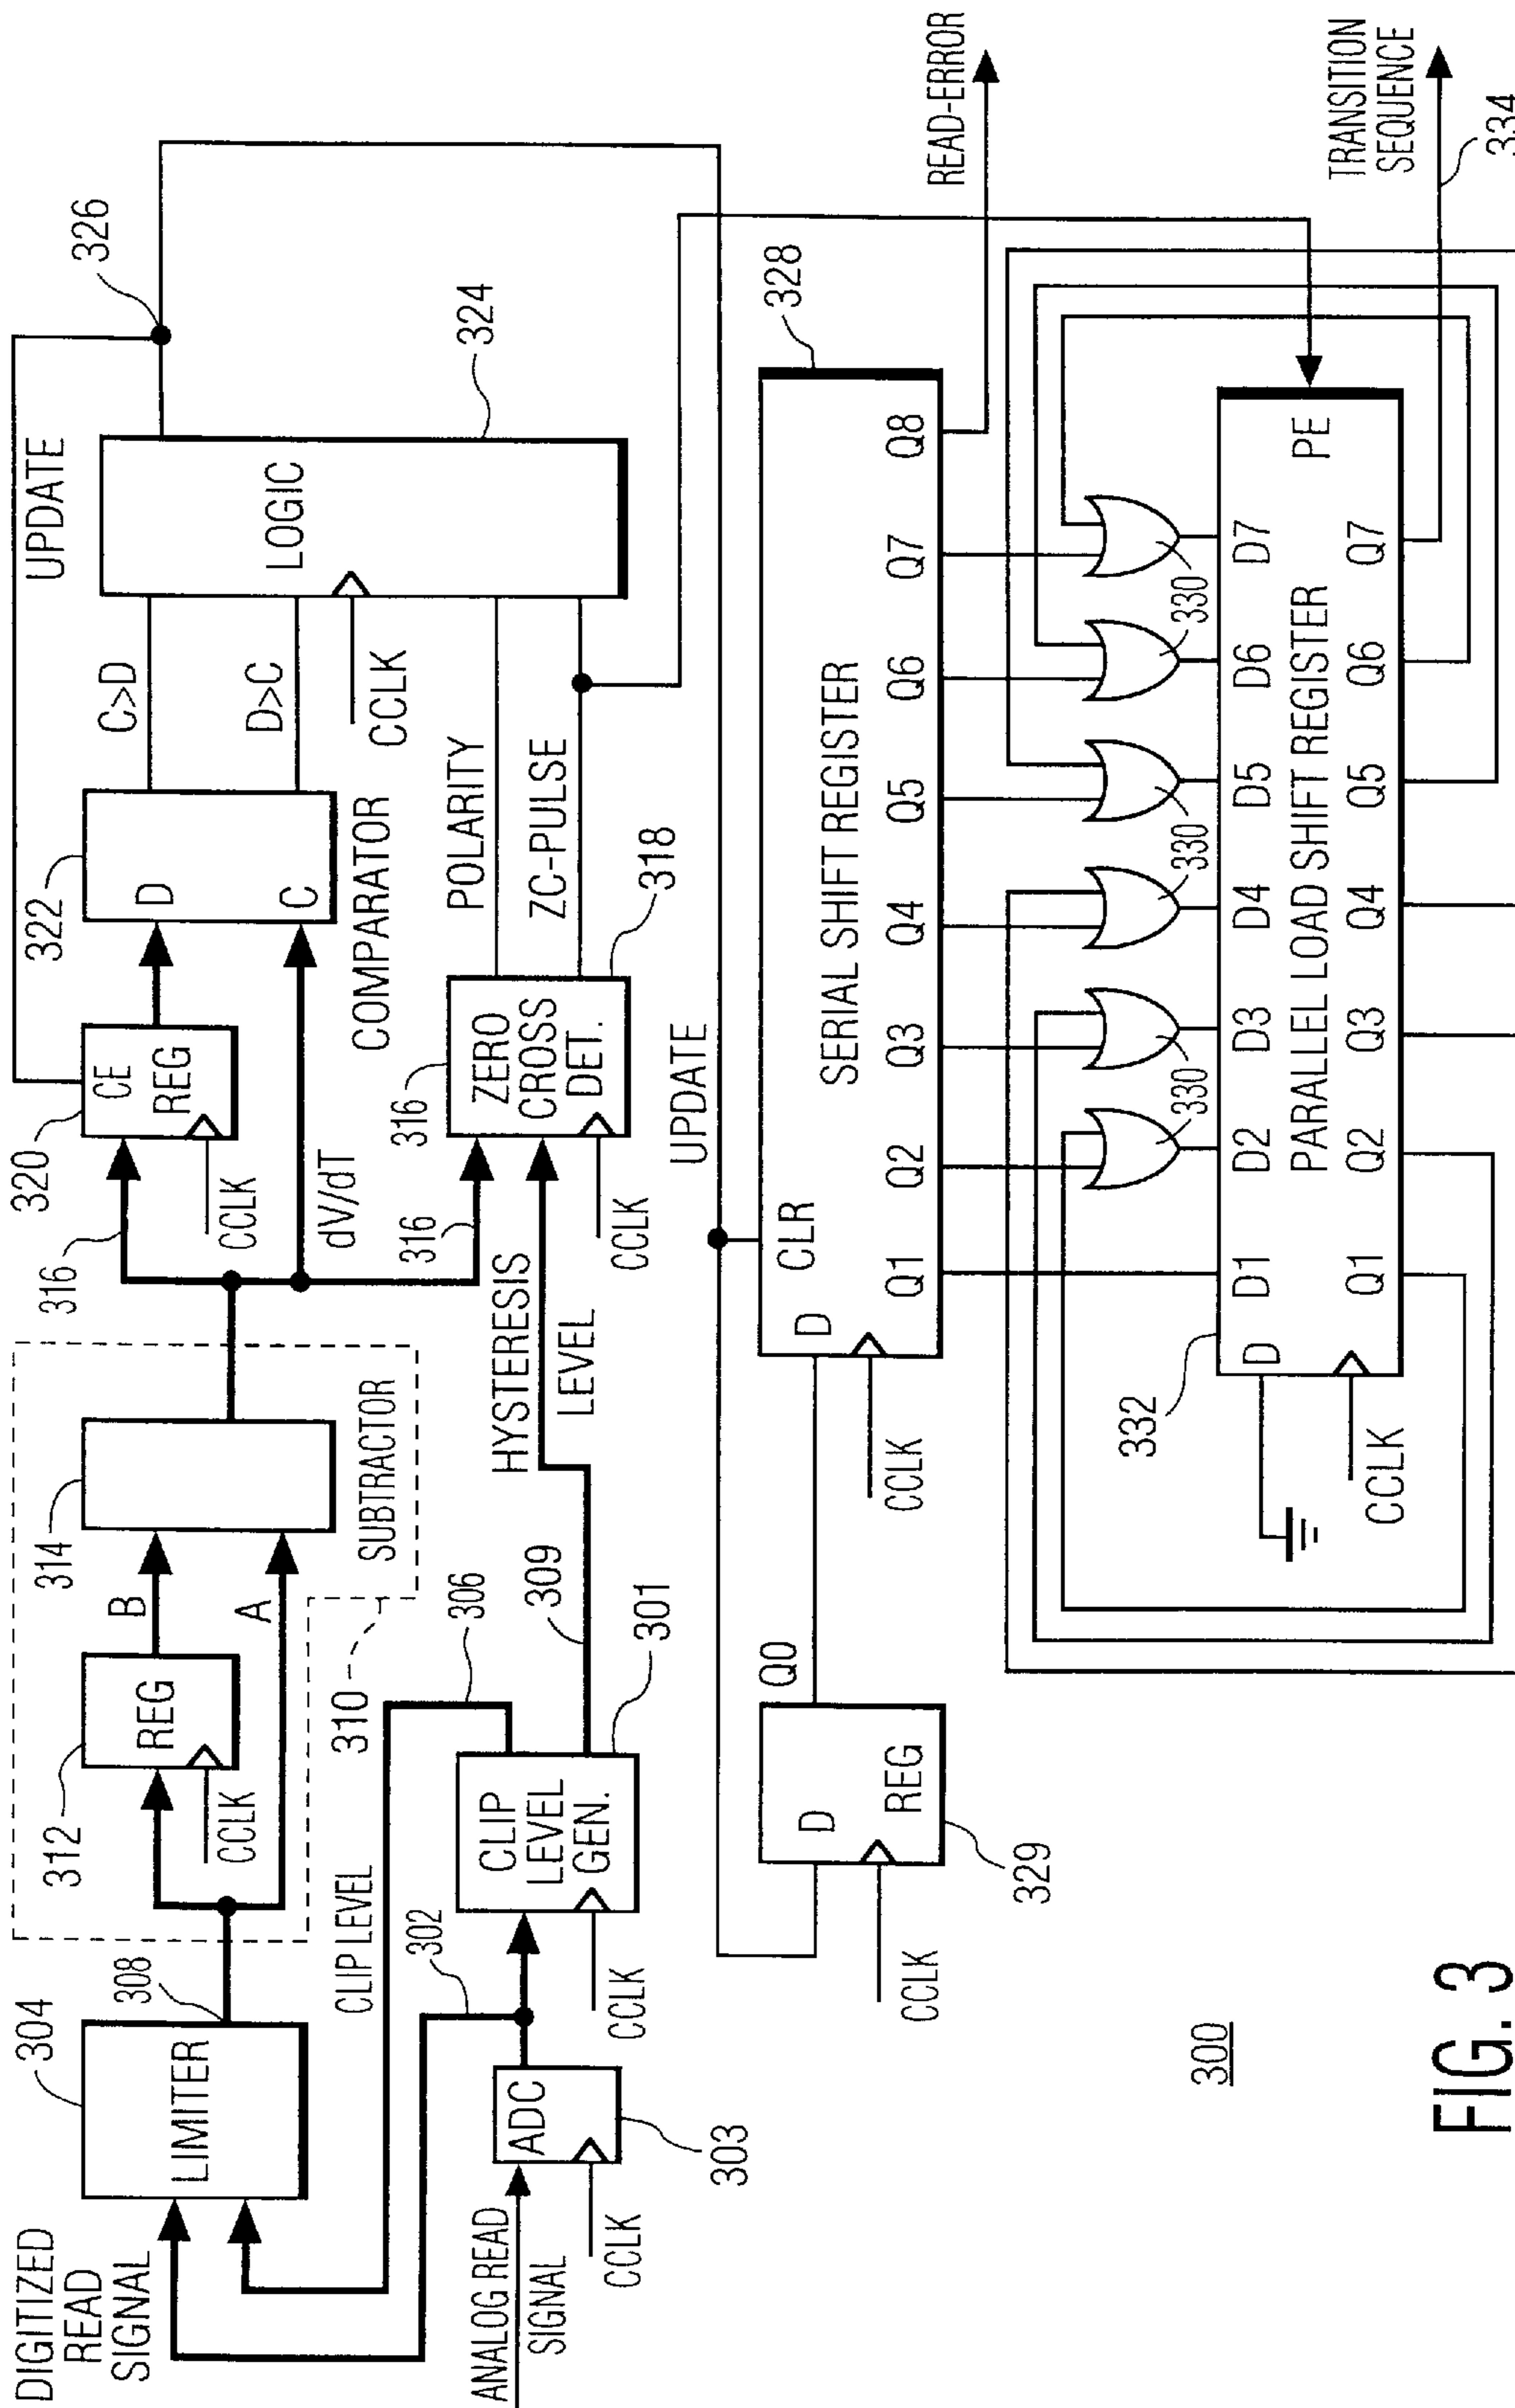 DIGITIZED
READ
SIGNAL
304
LIMITER
308
312
REG
CCLK
B
A
314
SUBTRACTOR
310
316
320
CE
REG
CCLK
dV/dT
322
D
C
COMPARATOR
C>D
D>C
UPDATE
LOGIC
CCLK
324
326
ANALOG READ
SIGNAL
ADC
CCLK
303
302
CLIP LEVEL
306
CLIP
LEVEL
GEN.
CCLK
301
309
HYSTERESIS
LEVEL
316
316
ZERO
CROSS
DET.
CCLK
318
POLARITY
ZC-PULSE
UPDATE
D
REG
CCLK
329
Q0
D
CLR
CCLK
SERIAL SHIFT REGISTER
328
Q1
Q2
Q3
Q4
Q5
Q6
Q7
Q8
READ-ERROR
330
330
330
330
332
D
CCLK
D1
D2
D3
D4
D5
D6
D7
PE
PARALLEL LOAD SHIFT REGISTER
Q1
Q2
Q3
Q4
Q5
Q6
Q7
TRANSITION
SEQUENCE
334
300
FIG. 3